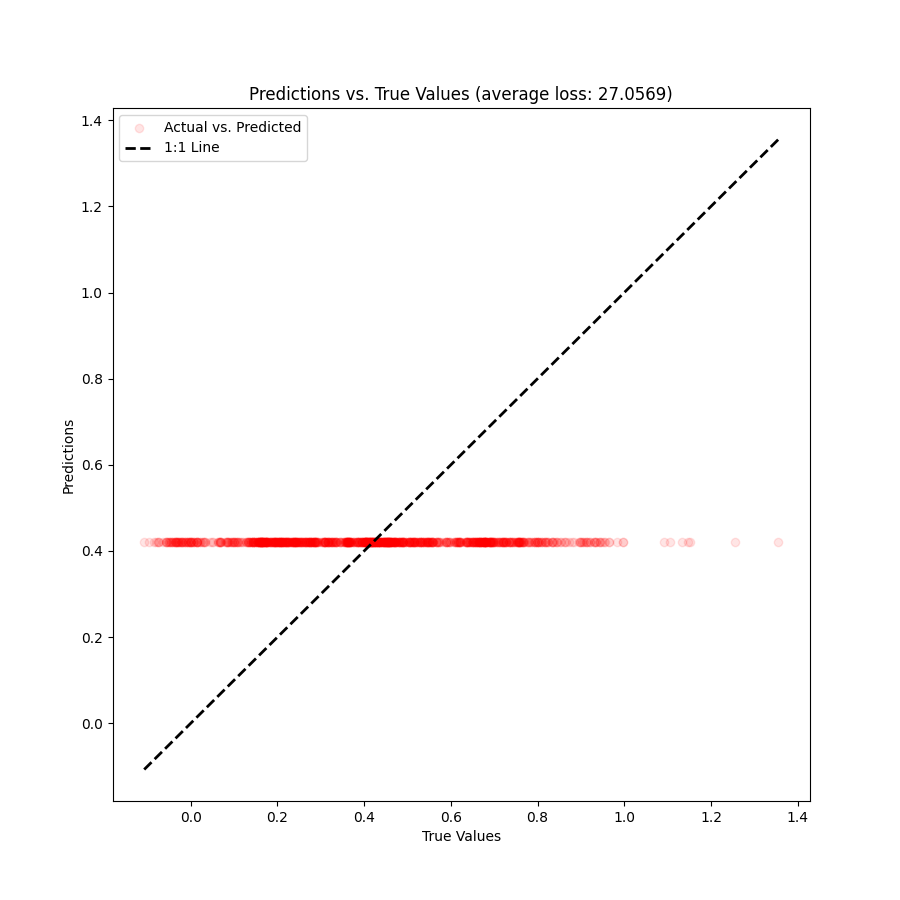 Predictions vs. True Values (average loss: 27.0569)
Actual vs. Predicted
1:1 Line
1.4
1.2
1.0
0.8
0.6
0.4
0.2
0.0
Predictions
0.0 0.2 0.4 0.6 0.8 1.0 1.2 1.4
True Values